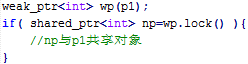 weak_ptr<int> wp(p1);
if( shared_ptr<int> np=wp.lock() ){
//np与p1共享对象
}